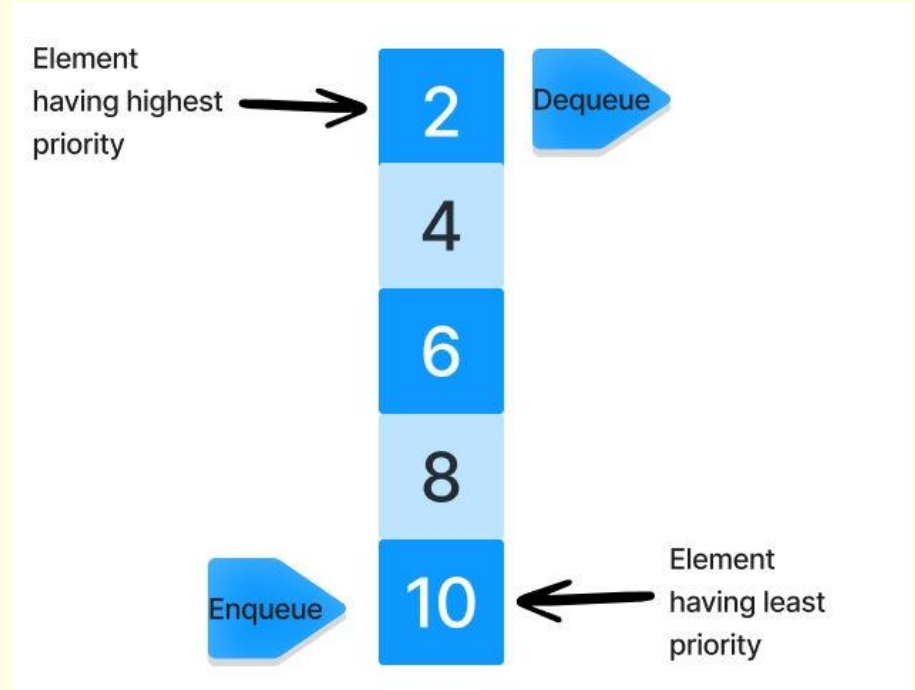 Element
having highest
priority
2
Dequeue
4
6
8
10
Enqueue
Element
having least
priority